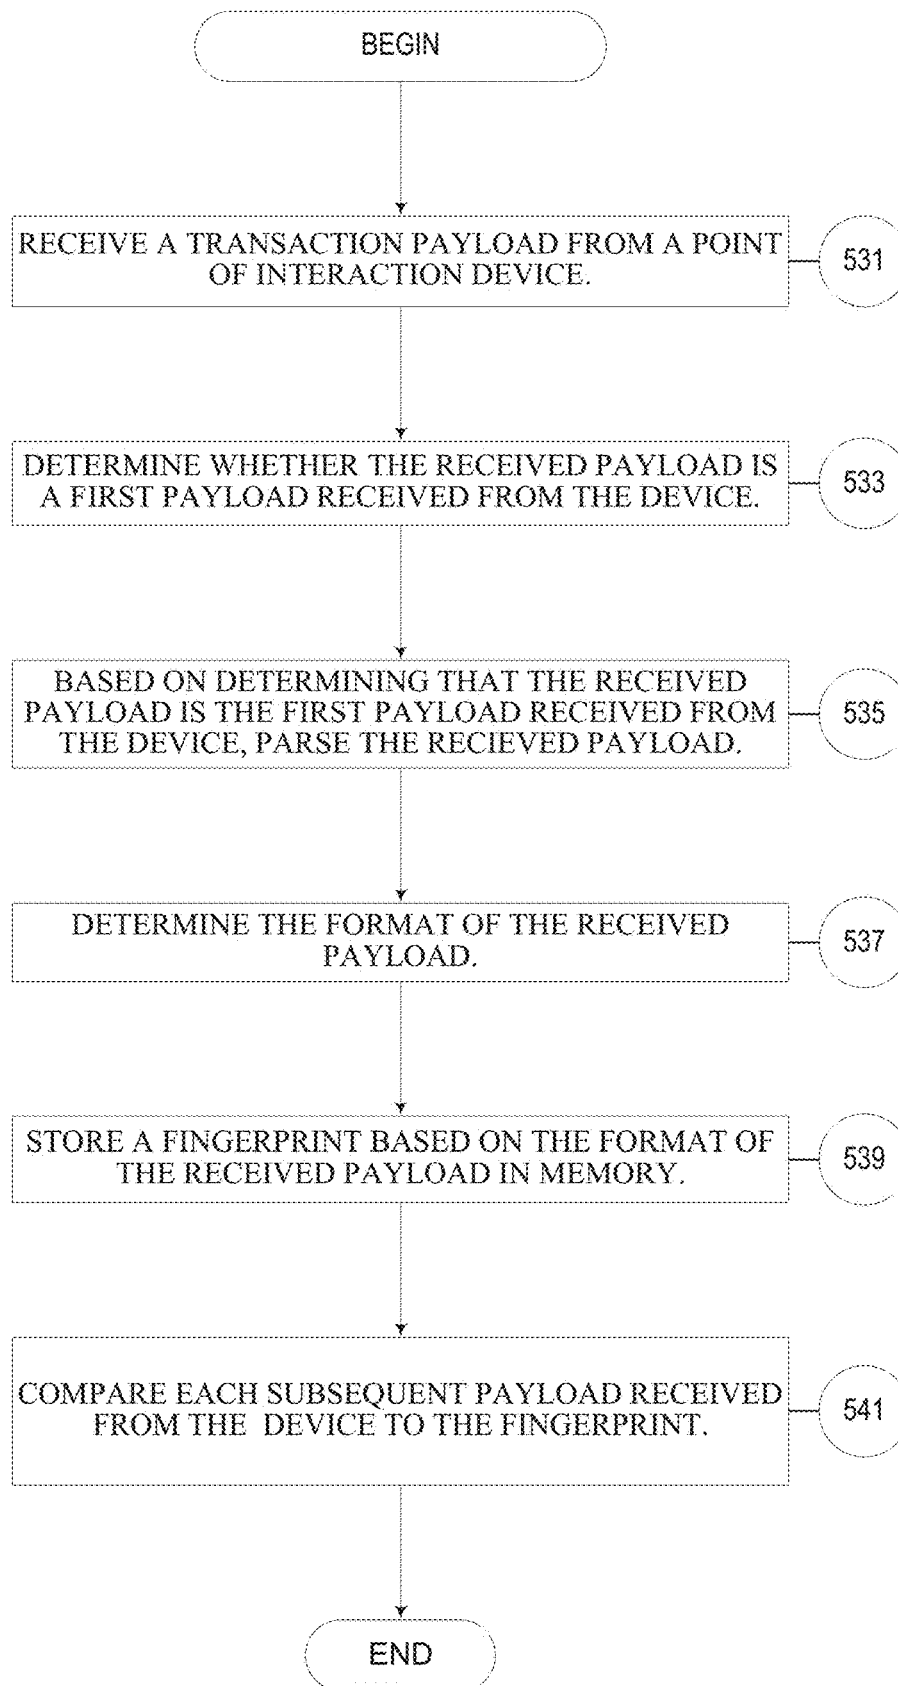 BEGIN
RECEIVE A TRANSACTION PAYLOAD FROM A POINT
OF INTERACTION DEVICE.
531
DETERMINE WHETHER THE RECEIVED PAYLOAD IS
A FIRST PAYLOAD RECEIVED FROM THE DEVICE.
533
BASED ON DETERMINING THAT THE RECEIVED
PAYLOAD IS THE FIRST PAYLOAD RECEIVED FROM
THE DEVICE, PARSE THE RECIEVED PAYLOAD.
535
DETERMINE THE FORMAT OF THE RECEIVED
PAYLOAD.
537
STORE A FINGERPRINT BASED ON THE FORMAT OF
THE RECEIVED PAYLOAD IN MEMORY.
539
COMPARE EACH SUBSEQUENT PAYLOAD RECEIVED
FROM THE DEVICE TO THE FINGERPRINT.
541
END